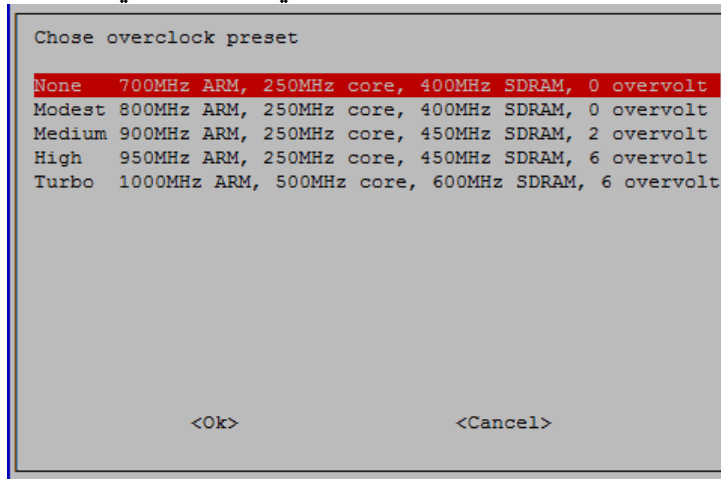 Chose overclock preset
None 700MHz ARM, 250MHz core, 400MHz SDRAM, 0 overvolt
Modest 800MHz ARM, 250MHz core, 400MHz SDRAM, 0 overvolt
Medium 900MHz ARM, 250MHz core, 450MHz SDRAM, 2 overvolt
High 950MHz ARM, 250MHz core, 450MHz SDRAM, 6 overvolt
Turbo 1000MHz ARM, 500MHz core, 600MHz SDRAM, 6 overvolt
<Ok> <Cancel>